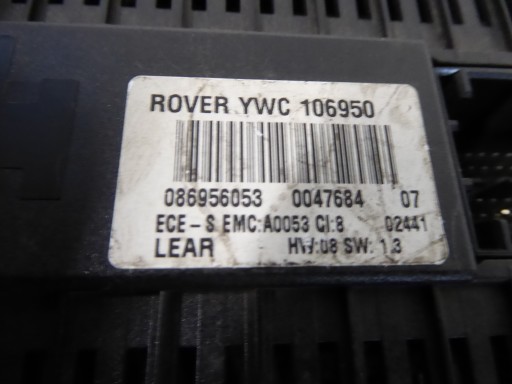 ROVER YWC 106950
086956053 0047684 07
ECE-S EMC:A0053 CI:8 02441
LEAR HW:08 SW: 1.3